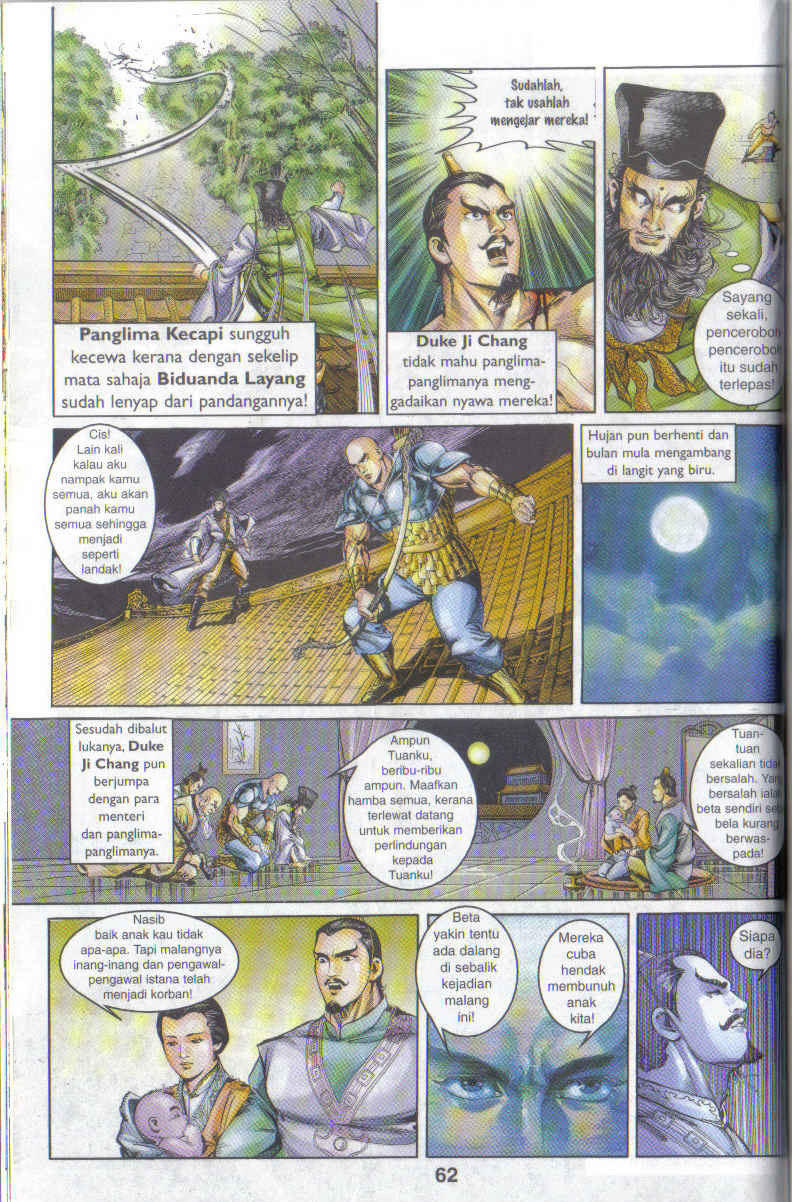 Panglima Kecapi sungguh
kecewa kerana dengan sekelip
mata sahaja Biduanda Layang
sudah lenyap dari pandangannya!
Sudahlah,
tak usahlah
mengejar mereka!
Duke Ji Chang
tidak mahu panglima-
panglimanya meng-
gadaikan nyawa mereka!
Sayang
sekali,
penceroboh
penceroboh
itu sudah
terlepas!
Cis!
Lain kali
kalau aku
nampak kamu
semua, aku akan
panah kamu
semua sehingga
menjadi
seperti
landak!
Hujan pun berhenti dan
bulan mula mengambang
di langit yang biru.
Sesudah dibalut
lukanya, Duke
Ji Chang pun
berjumpa
dengan para
menteri
dan panglima-
panglimanya.
Ampun
Tuanku,
beribu-ribu
ampun. Maafkan
hamba semua, kerana
terlewat datang
untuk memberikan
perlindungan
kepada
Tuanku!
Tuan-
tuan
sekalian tidak
bersalah. Yang
bersalah ialah
beta sendiri
bela kurang
berwas-
pada!
Nasib
baik anak kau tidak
apa-apa. Tapi malangnya
inang-inang dan pengawal-
pengawal istana telah
menjadi korban!
Beta
yakin tentu
ada dalang
di sebalik
kejadian
malang
ini!
Mereka
cuba
hendak
membunuh
anak
kita!
Siapa
dia?
62